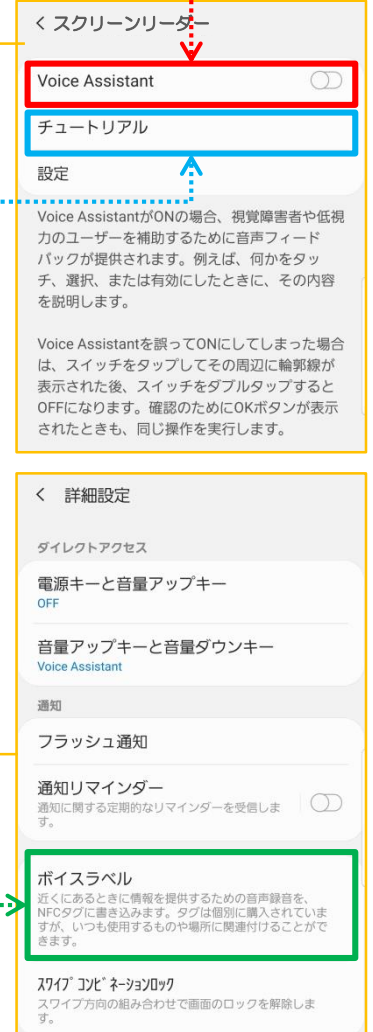 < スクリーンリーダー
Voice Assistant
チュートリアル
設定
Voice AssistantがONの場合、視覚障害者や低視
力のユーザーを補助するために音声フィード
バックが提供されます。例えば、何かをタッ
チ、選択、または有効にしたときに、その内容
を説明します。
Voice Assistantを誤ってONにしてしまった場合
は、スイッチをタップしてその周辺に輪郭線が
表示された後、スイッチをダブルタップすると
OFFになります。確認のためにOKボタンが表示
されたときも、同じ操作を実行します。
< 詳細設定
ダイレクトアクセス
電源キーと音量アップキー
OFF
音量アップキーと音量ダウンキー
Voice Assistant
通知
フラッシュ通知
通知リマインダー
通知に関する定期的なリマインダーを受信しま
す。
ボイスラベル
近くにあるときに情報を提供するための音声録音を、
NFCタグに書き込みます。タグは個別に購入されていま
すが、いつも使用するものや場所に関連付けることがで
きます。
ｽﾜｲﾌﾟ ｺﾝﾋﾞﾈｰｼｮﾝﾛｯｸ
スワイプ方向の組み合わせで画面のロックを解除しま
す。